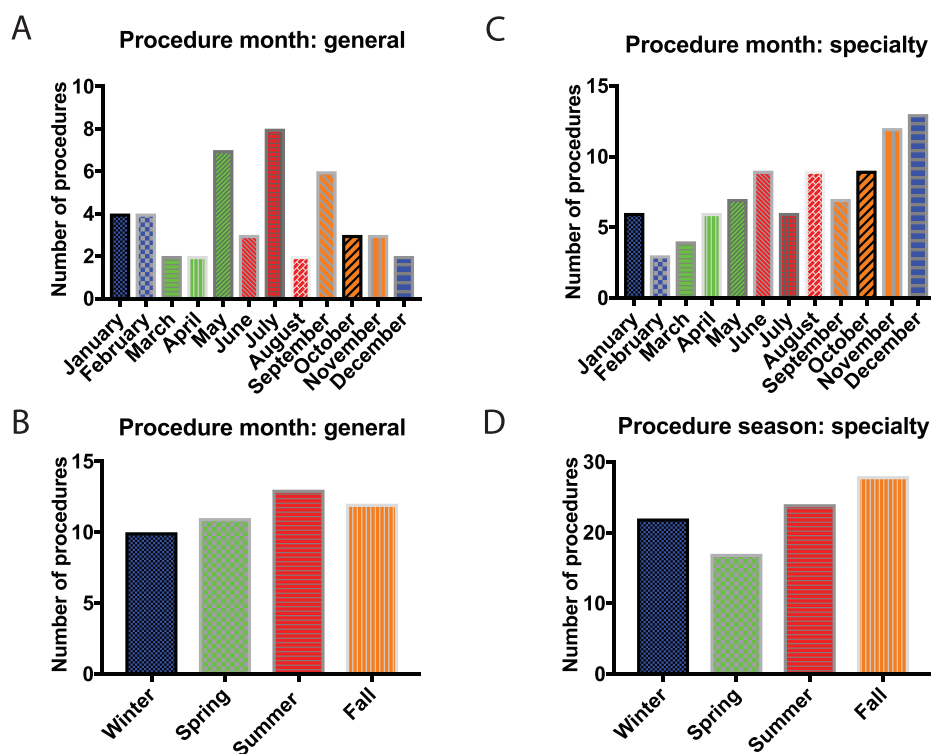 A
Procedure month: general
Number of procedures
10
8
6
4
2
0
January
February
March
April
May
June
July
August
September
October
November
December
C
Procedure month: specialty
Number of procedures
15
10
5
0
January
February
March
April
May
June
July
August
September
October
November
December
B
Procedure month: general
Number of procedures
15
10
5
0
Winter
Spring
Summer
Fall
D
Procedure season: specialty
Number of procedures
30
20
10
0
Winter
Spring
Summer
Fall